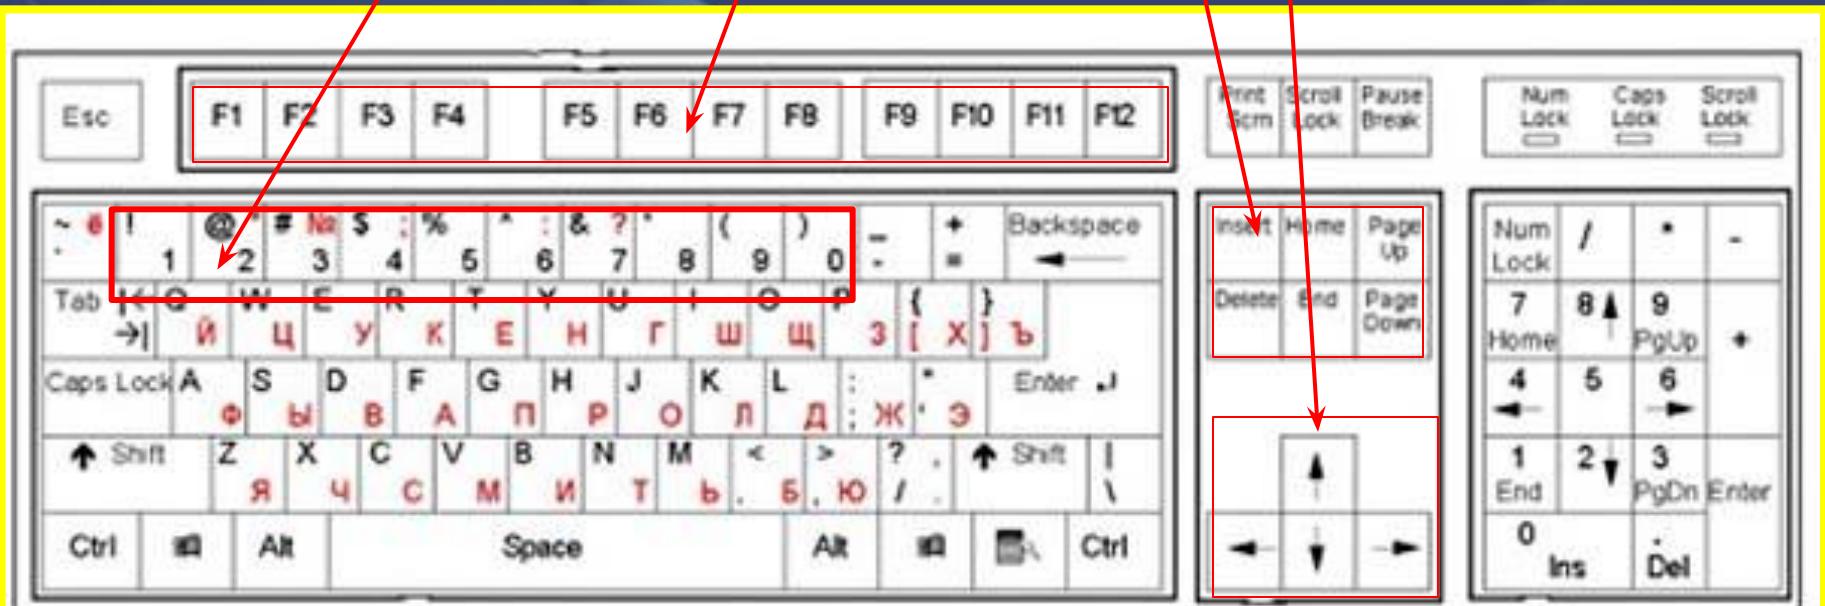 Esc F1 F2 F3 F4 F5 F6 F7 F8 F9 F10 F11 F12 Print Scrn Scroll Lock Pause Break Num Lock Caps Lock Scroll Lock
~ ё ` ! 1 @ " 2 # № 3 $ ; 4 % 5 ^ : 6 & ? 7 * 8 ( 9 ) 0 _ - + = Backspace Insert Home Page Up Num Lock / * -
Tab Q Й W Ц E У R К T Е Y Н U Г I Ш O Щ P З { [ Х } ] Ъ Delete End Page Down 7 Home 8 9 PgUp +
Caps Lock A Ф S Ы D В F А G П H Р J О K Л L Д : ; Ж " ' Э Enter 4 5 6
Shift Z Я X Ч C С V М B И N Т M Ь < , Б > . Ю ? / , . Shift | \ 1 End 2 3 PgDn Enter
Ctrl Alt Space Alt Ctrl 0 Ins . Del